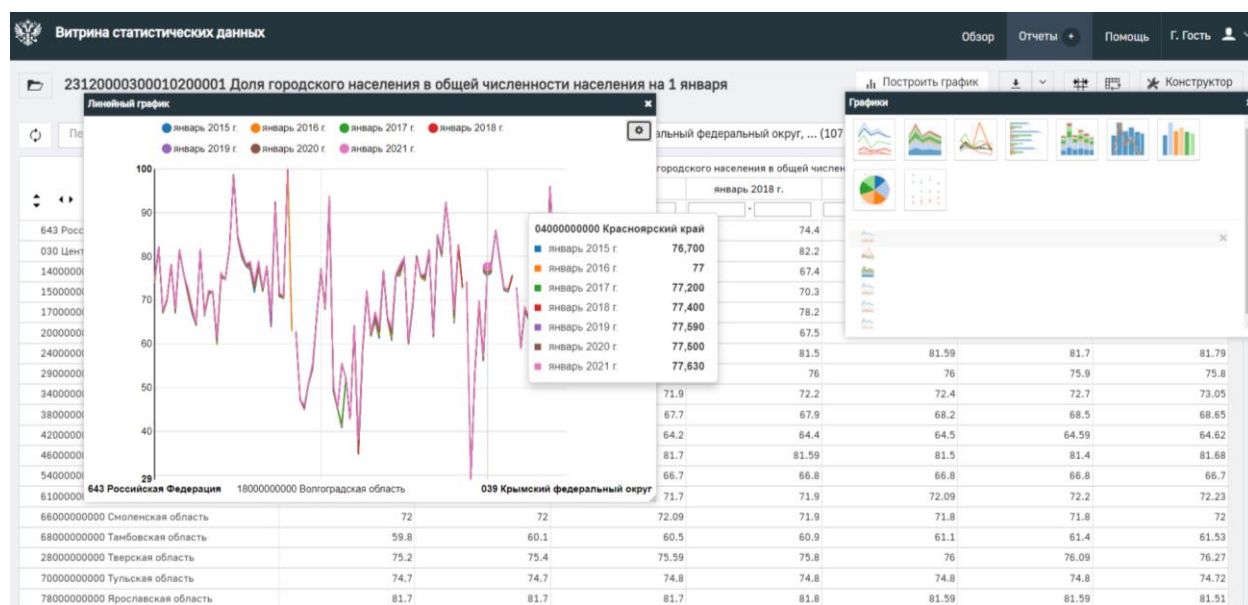 Витрина статистических данных
Обзор Отчеты + Помощь Г. Гость
23120000300010200001 Доля городского населения в общей численности населения на 1 января
Построить график Конструктор
Линейный график
Графики
январь 2015 г. январь 2016 г. январь 2017 г. январь 2018 г.
январь 2019 г. январь 2020 г. январь 2021 г.
альный федеральный округ, ... (107
городского населения в общей числен
январь 2018 г.
-
100
90
80
70
60
50
40
29
643 Российская Федерация 18000000000 Волгоградская область 039 Крымский федеральный округ
04000000000 Красноярский край
январь 2015 г. 76,700
январь 2016 г. 77
январь 2017 г. 77,200
январь 2018 г. 77,400
январь 2019 г. 77,590
январь 2020 г. 77,500
январь 2021 г. 77,630
643 Росс 74.4
030 Цент 82.2
1400000 67.4
1500000 70.3
1700000 78.2
2000000 67.5
2400000 81.5 81.59 81.7 81.79
2900000 76 76 75.9 75.8
3400000 71.9 72.2 72.4 72.7 73.05
3800000 67.7 67.9 68.2 68.5 68.65
4200000 64.2 64.4 64.5 64.59 64.62
4600000 81.7 81.59 81.5 81.4 81.68
5400000 66.7 66.8 66.8 66.8 66.7
6100000 71.7 71.9 72.09 72.2 72.23
66000000000 Смоленская область 72 72 72.09 71.9 71.8 71.8 72
68000000000 Тамбовская область 59.8 60.1 60.5 60.9 61.1 61.4 61.53
28000000000 Тверская область 75.2 75.4 75.59 75.8 76 76.09 76.27
70000000000 Тульская область 74.7 74.7 74.8 74.8 74.8 74.8 74.72
78000000000 Ярославская область 81.7 81.7 81.7 81.8 81.59 81.59 81.51